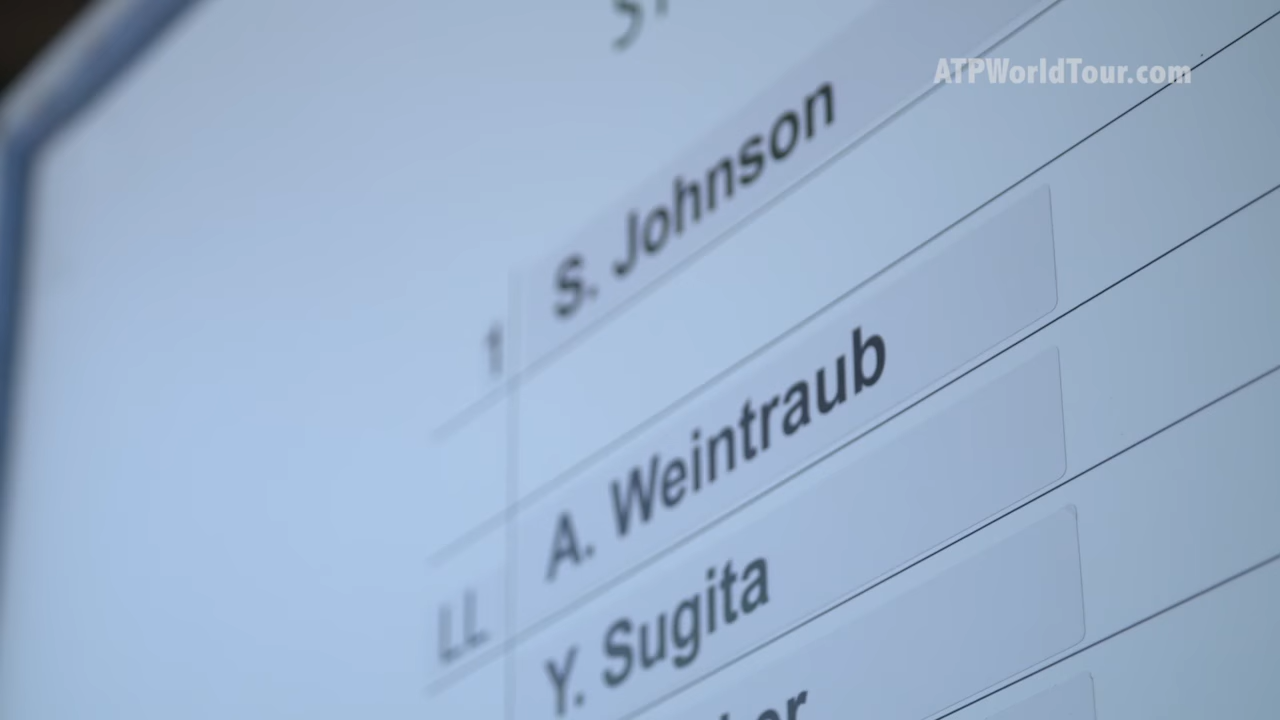 ATPWorldTour.com
1 S. Johnson
A. Weintraub
LL Y. Sugita